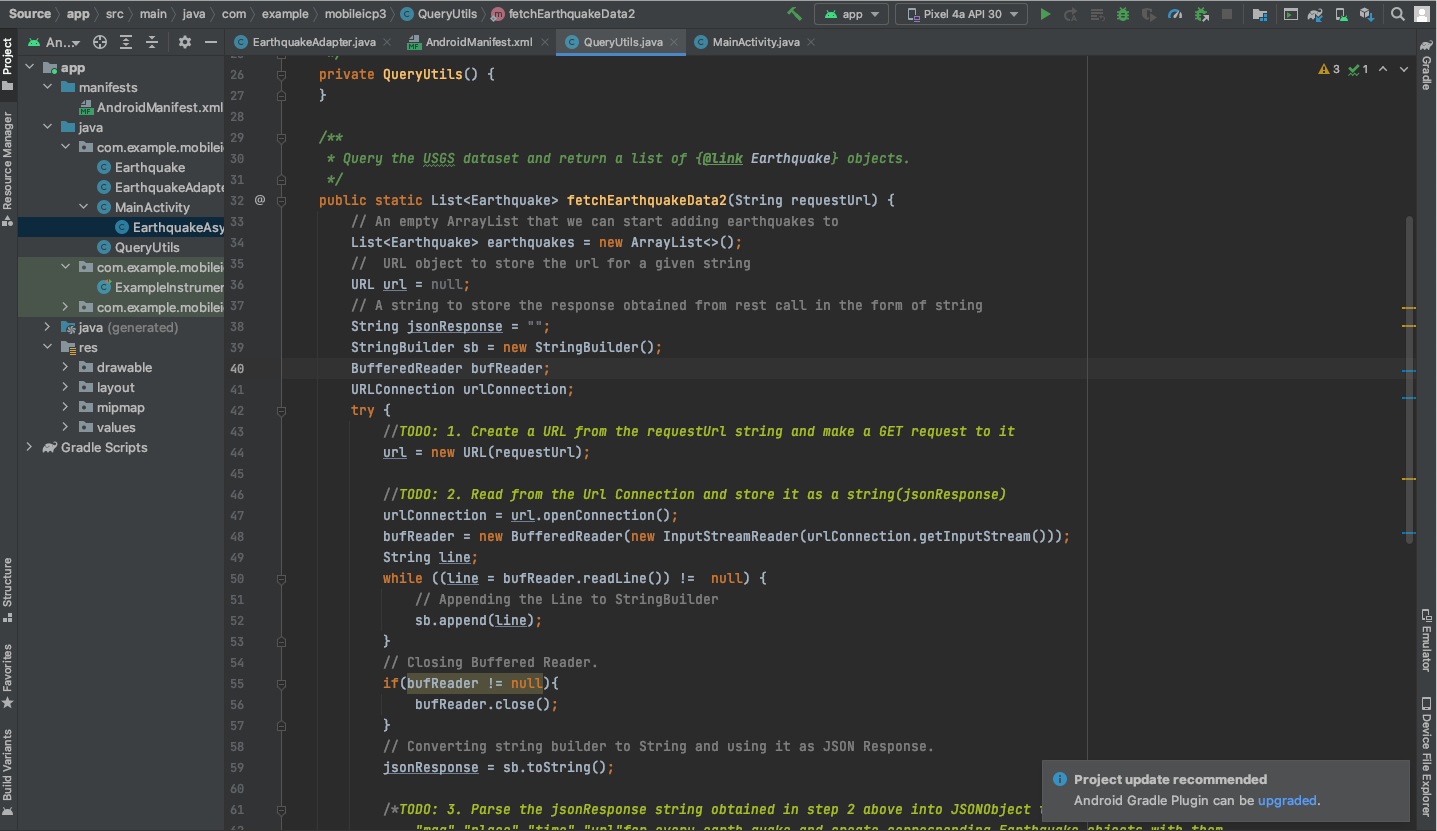 Source app src main java com example mobileicp3 QueryUtils fetchEarthquakeData2
app Pixel 4a API 30
An...
EarthquakeAdapter.java AndroidManifest.xml QueryUtils.java MainActivity.java
Project
Resource Manager
Structure
Favorites
Build Variants
app
manifests
AndroidManifest.xml
java
com.example.mobilei
Earthquake
EarthquakeAdapte
MainActivity
EarthquakeAsy
QueryUtils
com.example.mobilei
ExampleInstrumen
com.example.mobilei
java (generated)
res
drawable
layout
mipmap
values
Gradle Scripts
3 1
26 private QueryUtils() {
27 }
28
29 /**
30 * Query the USGS dataset and return a list of {@link Earthquake} objects.
31 */
32 @ public static List<Earthquake> fetchEarthquakeData2(String requestUrl) {
33 // An empty ArrayList that we can start adding earthquakes to
34 List<Earthquake> earthquakes = new ArrayList<>();
35 //  URL object to store the url for a given string
36 URL url = null;
37 // A string to store the response obtained from rest call in the form of string
38 String jsonResponse = "";
39 StringBuilder sb = new StringBuilder();
40 BufferedReader bufReader;
41 URLConnection urlConnection;
42 try {
43 //TODO: 1. Create a URL from the requestUrl string and make a GET request to it
44 url = new URL(requestUrl);
45
46 //TODO: 2. Read from the Url Connection and store it as a string(jsonResponse)
47 urlConnection = url.openConnection();
48 bufReader = new BufferedReader(new InputStreamReader(urlConnection.getInputStream()));
49 String line;
50 while ((line = bufReader.readLine()) !=  null) {
51 // Appending the Line to StringBuilder
52 sb.append(line);
53 }
54 // Closing Buffered Reader.
55 if(bufReader != null){
56 bufReader.close();
57 }
58 // Converting string builder to String and using it as JSON Response.
59 jsonResponse = sb.toString();
60
61 /*TODO: 3. Parse the jsonResponse string obtained in step 2 above into JSONObject
Project update recommended
Android Gradle Plugin can be upgraded.
Gradle
Emulator
Device File Explorer